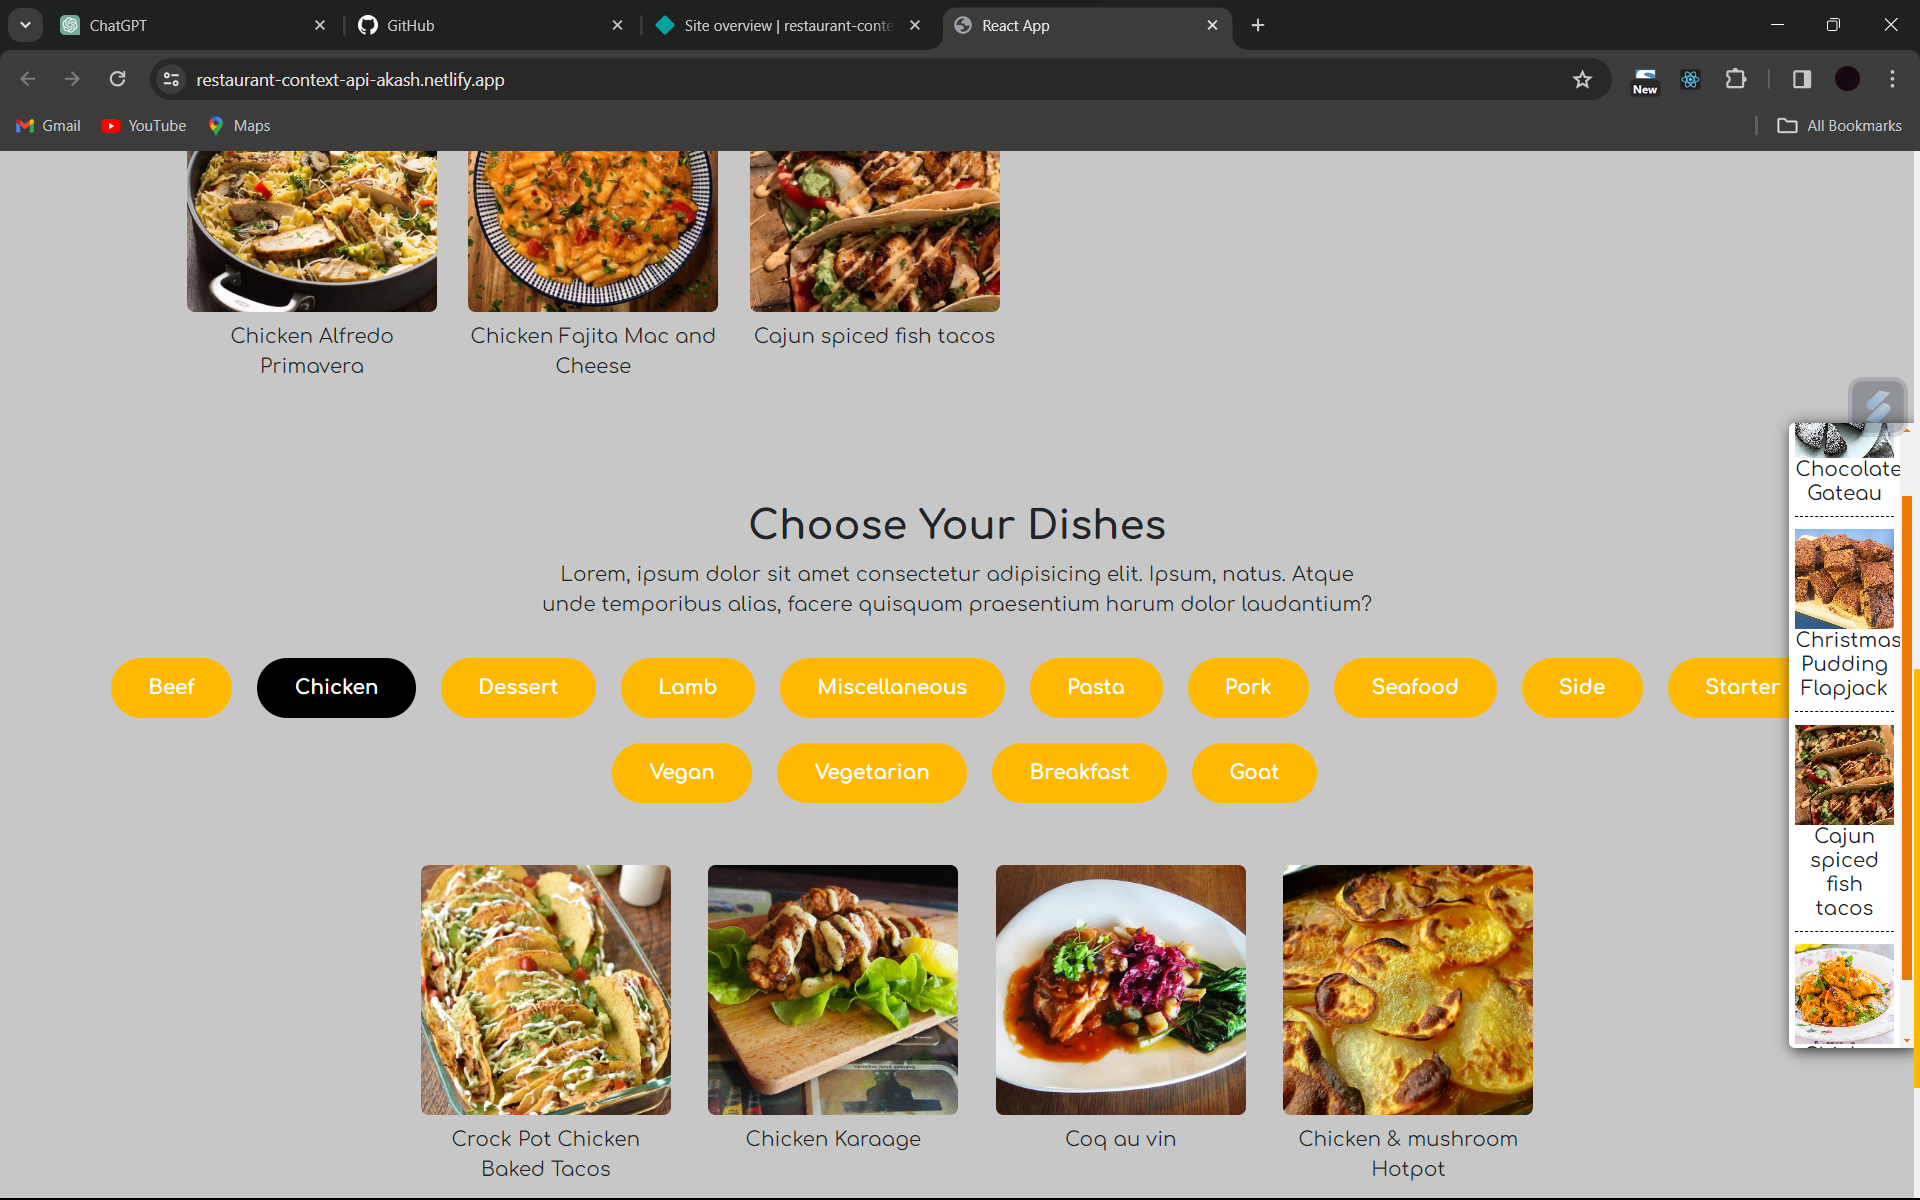 ChatGPT
GitHub
Site overview | restaurant-conte
React App
restaurant-context-api-akash.netlify.app
New
Gmail
YouTube
Maps
All Bookmarks
Chicken Alfredo
Primavera
Chicken Fajita Mac and
Cheese
Cajun spiced fish tacos
Choose Your Dishes
Lorem, ipsum dolor sit amet consectetur adipisicing elit. Ipsum, natus. Atque
unde temporibus alias, facere quisquam praesentium harum dolor laudantium?
Beef
Chicken
Dessert
Lamb
Miscellaneous
Pasta
Pork
Seafood
Side
Starter
Vegan
Vegetarian
Breakfast
Goat
Crock Pot Chicken
Baked Tacos
Chicken Karaage
Coq au vin
Chicken & mushroom
Hotpot
Chocolate
Gateau
Christmas
Pudding
Flapjack
Cajun
spiced
fish
tacos